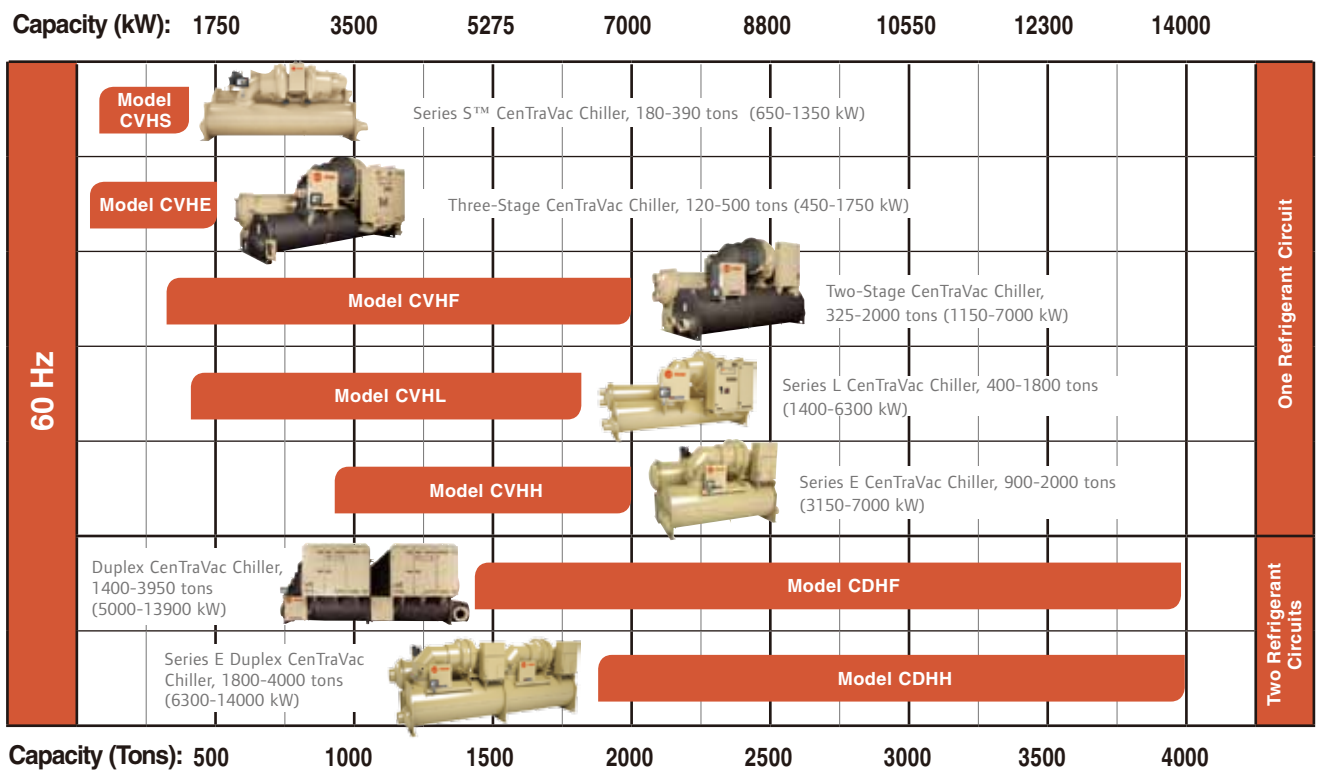 Capacity (kW): 1750 3500 5275 7000 8800 10550 12300 14000
60 Hz
Model
CVHS
Series S™ CenTraVac Chiller, 180-390 tons (650-1350 kW)
Model CVHE
Three-Stage CenTraVac Chiller, 120-500 tons (450-1750 kW)
Model CVHF
Two-Stage CenTraVac Chiller,
325-2000 tons (1150-7000 kW)
Model CVHL
Series L CenTraVac Chiller, 400-1800 tons
(1400-6300 kW)
Model CVHH
Series E CenTraVac Chiller, 900-2000 tons
(3150-7000 kW)
One Refrigerant Circuit
Duplex CenTraVac Chiller,
1400-3950 tons
(5000-13900 kW)
Model CDHF
Series E Duplex CenTraVac
Chiller, 1800-4000 tons
(6300-14000 kW)
Model CDHH
Two Refrigerant
Circuits
Capacity (Tons): 500 1000 1500 2000 2500 3000 3500 4000